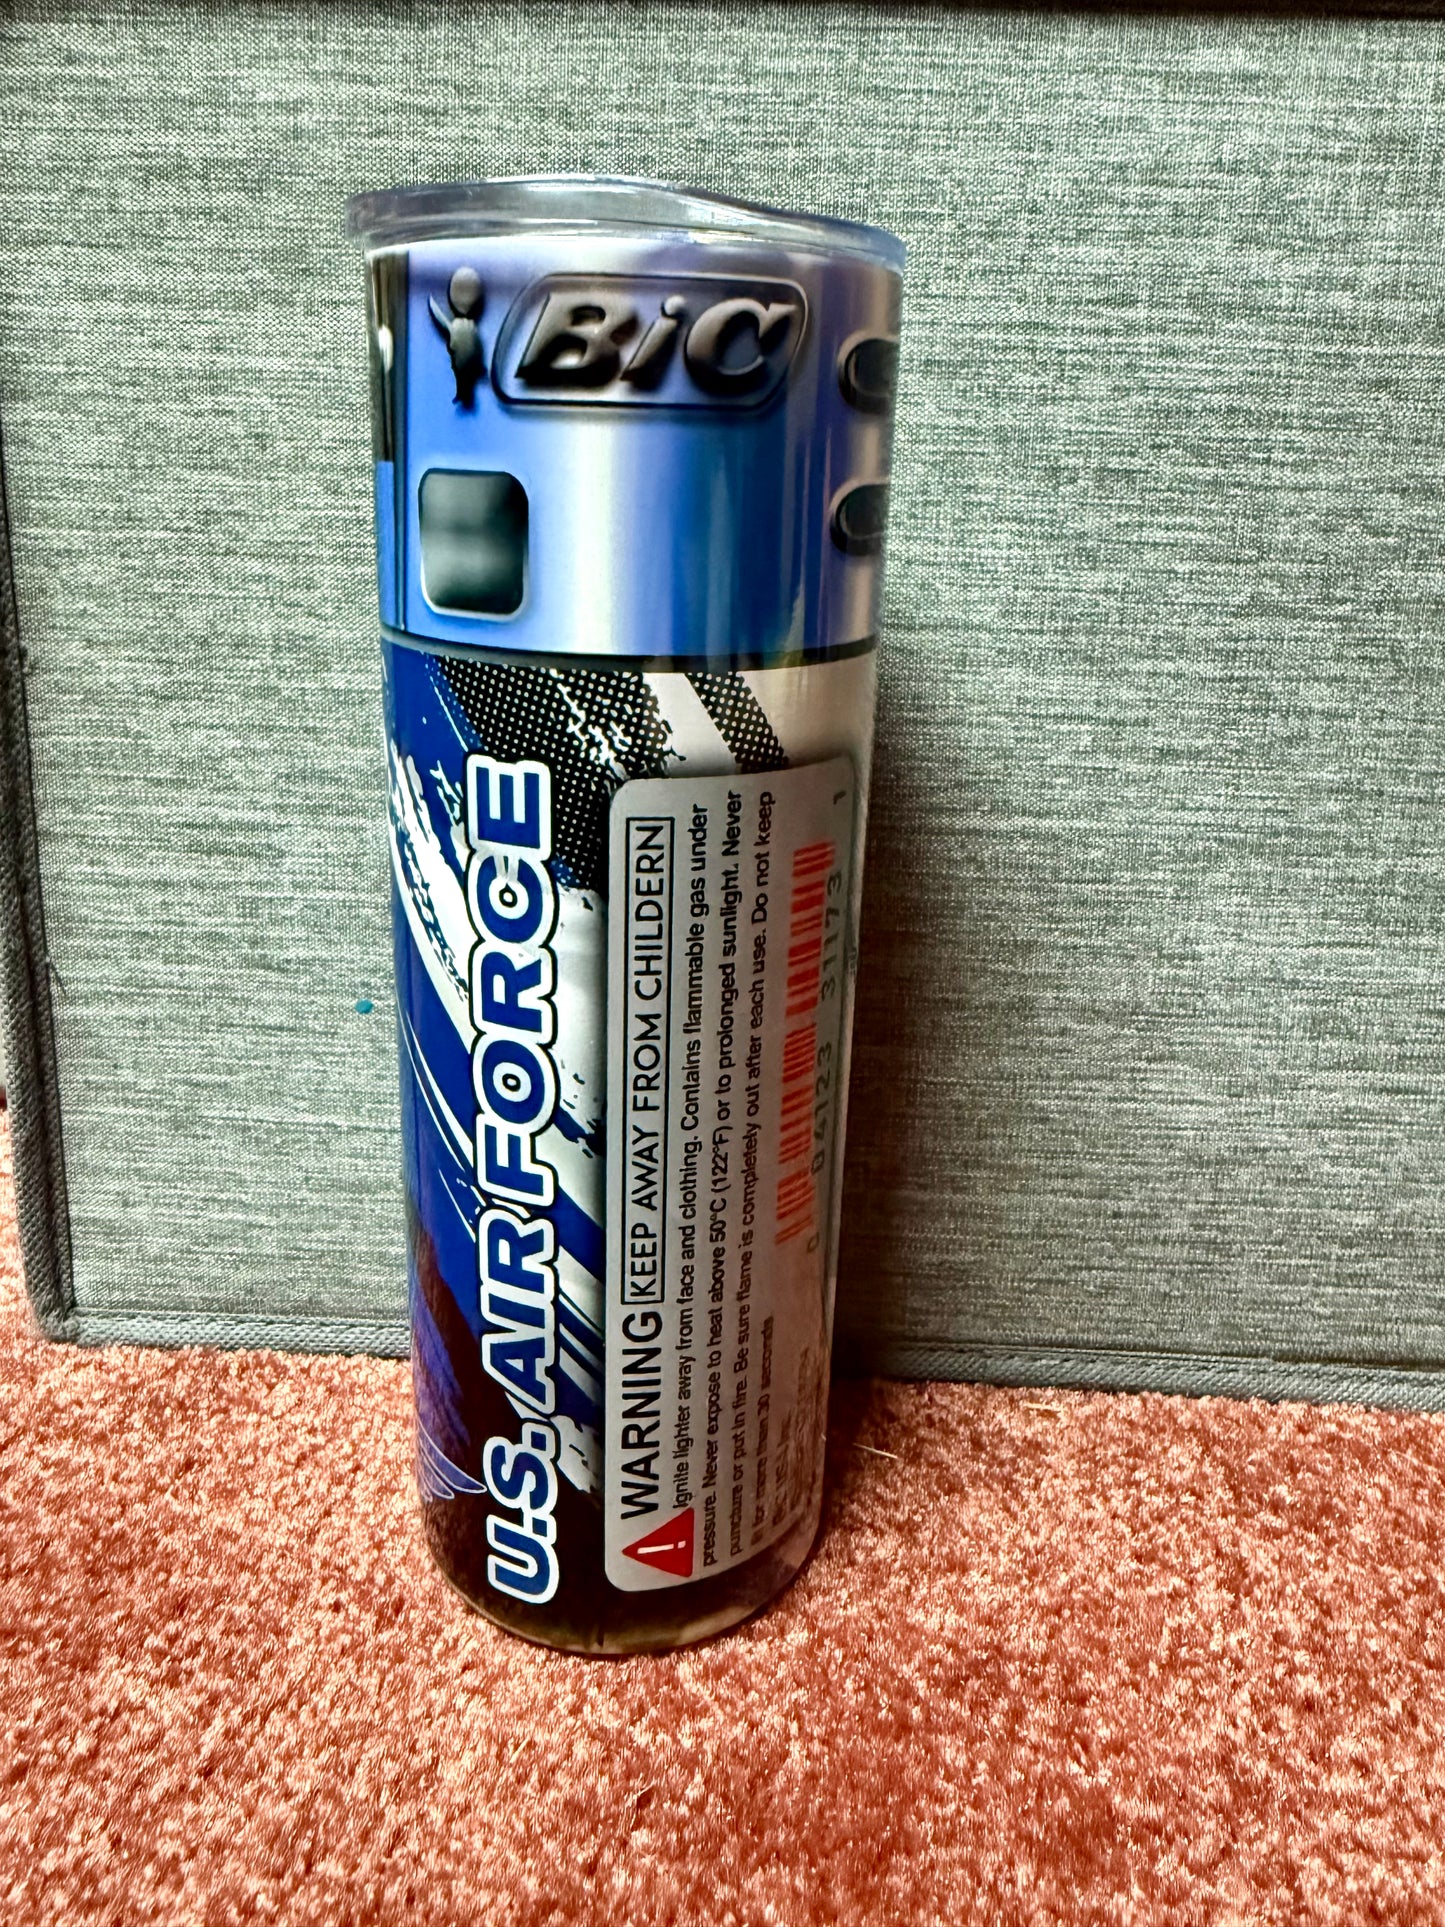 BiC
U.S. AIR FORCE
WARNING KEEP AWAY FROM CHILDERN
Ignite lighter away from face and clothing. Contains flammable gas under
pressure. Never expose to heat above 50°C (122°F) or to prolonged sunlight. Never
puncture or put in fire. Be sure flame is completely out after each use. Do not keep
for more than 30 seconds
0 04123 31173 1